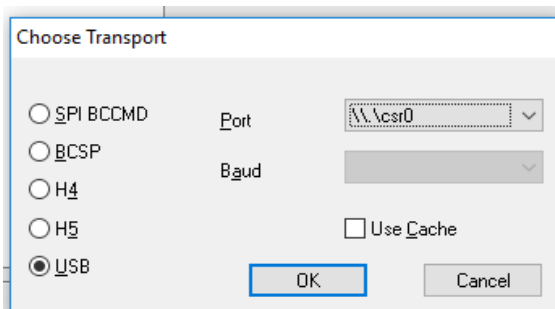 Choose Transport
SPI BCCMD
Port
\\.\csr0
BCSP
Baud
H4
H5
Use Cache
USB
OK
Cancel